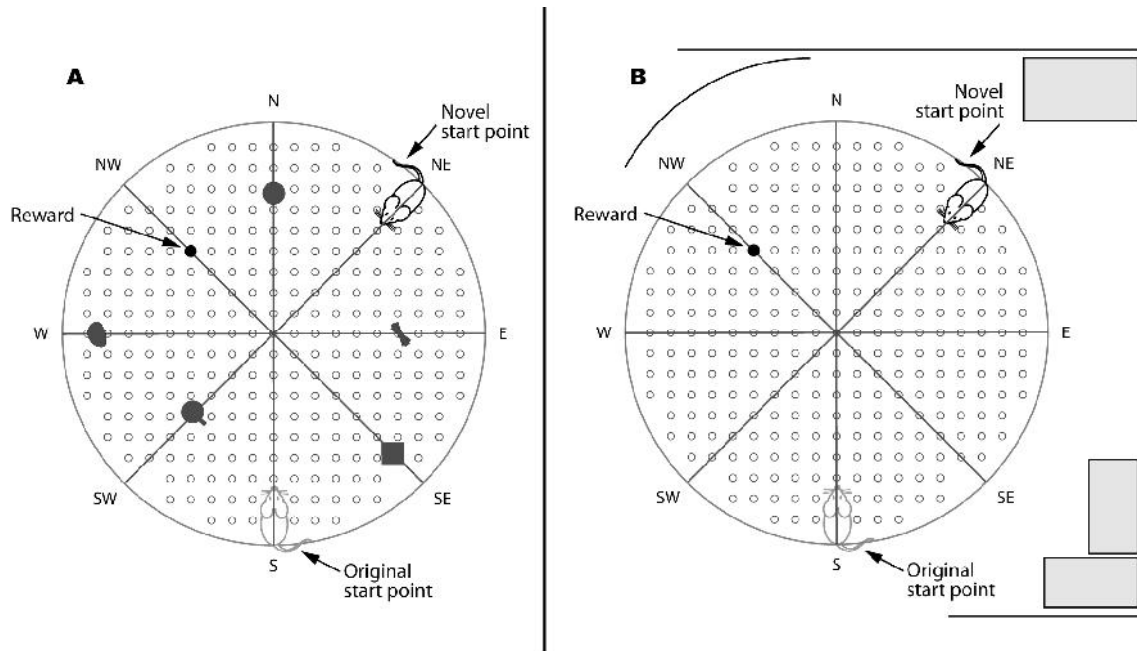 A
N
Novel
start point
NW
NE
Reward
W
E
SW
SE
S
Original
start point
B
N
Novel
start point
NW
NE
Reward
W
E
SW
SE
S
Original
start point